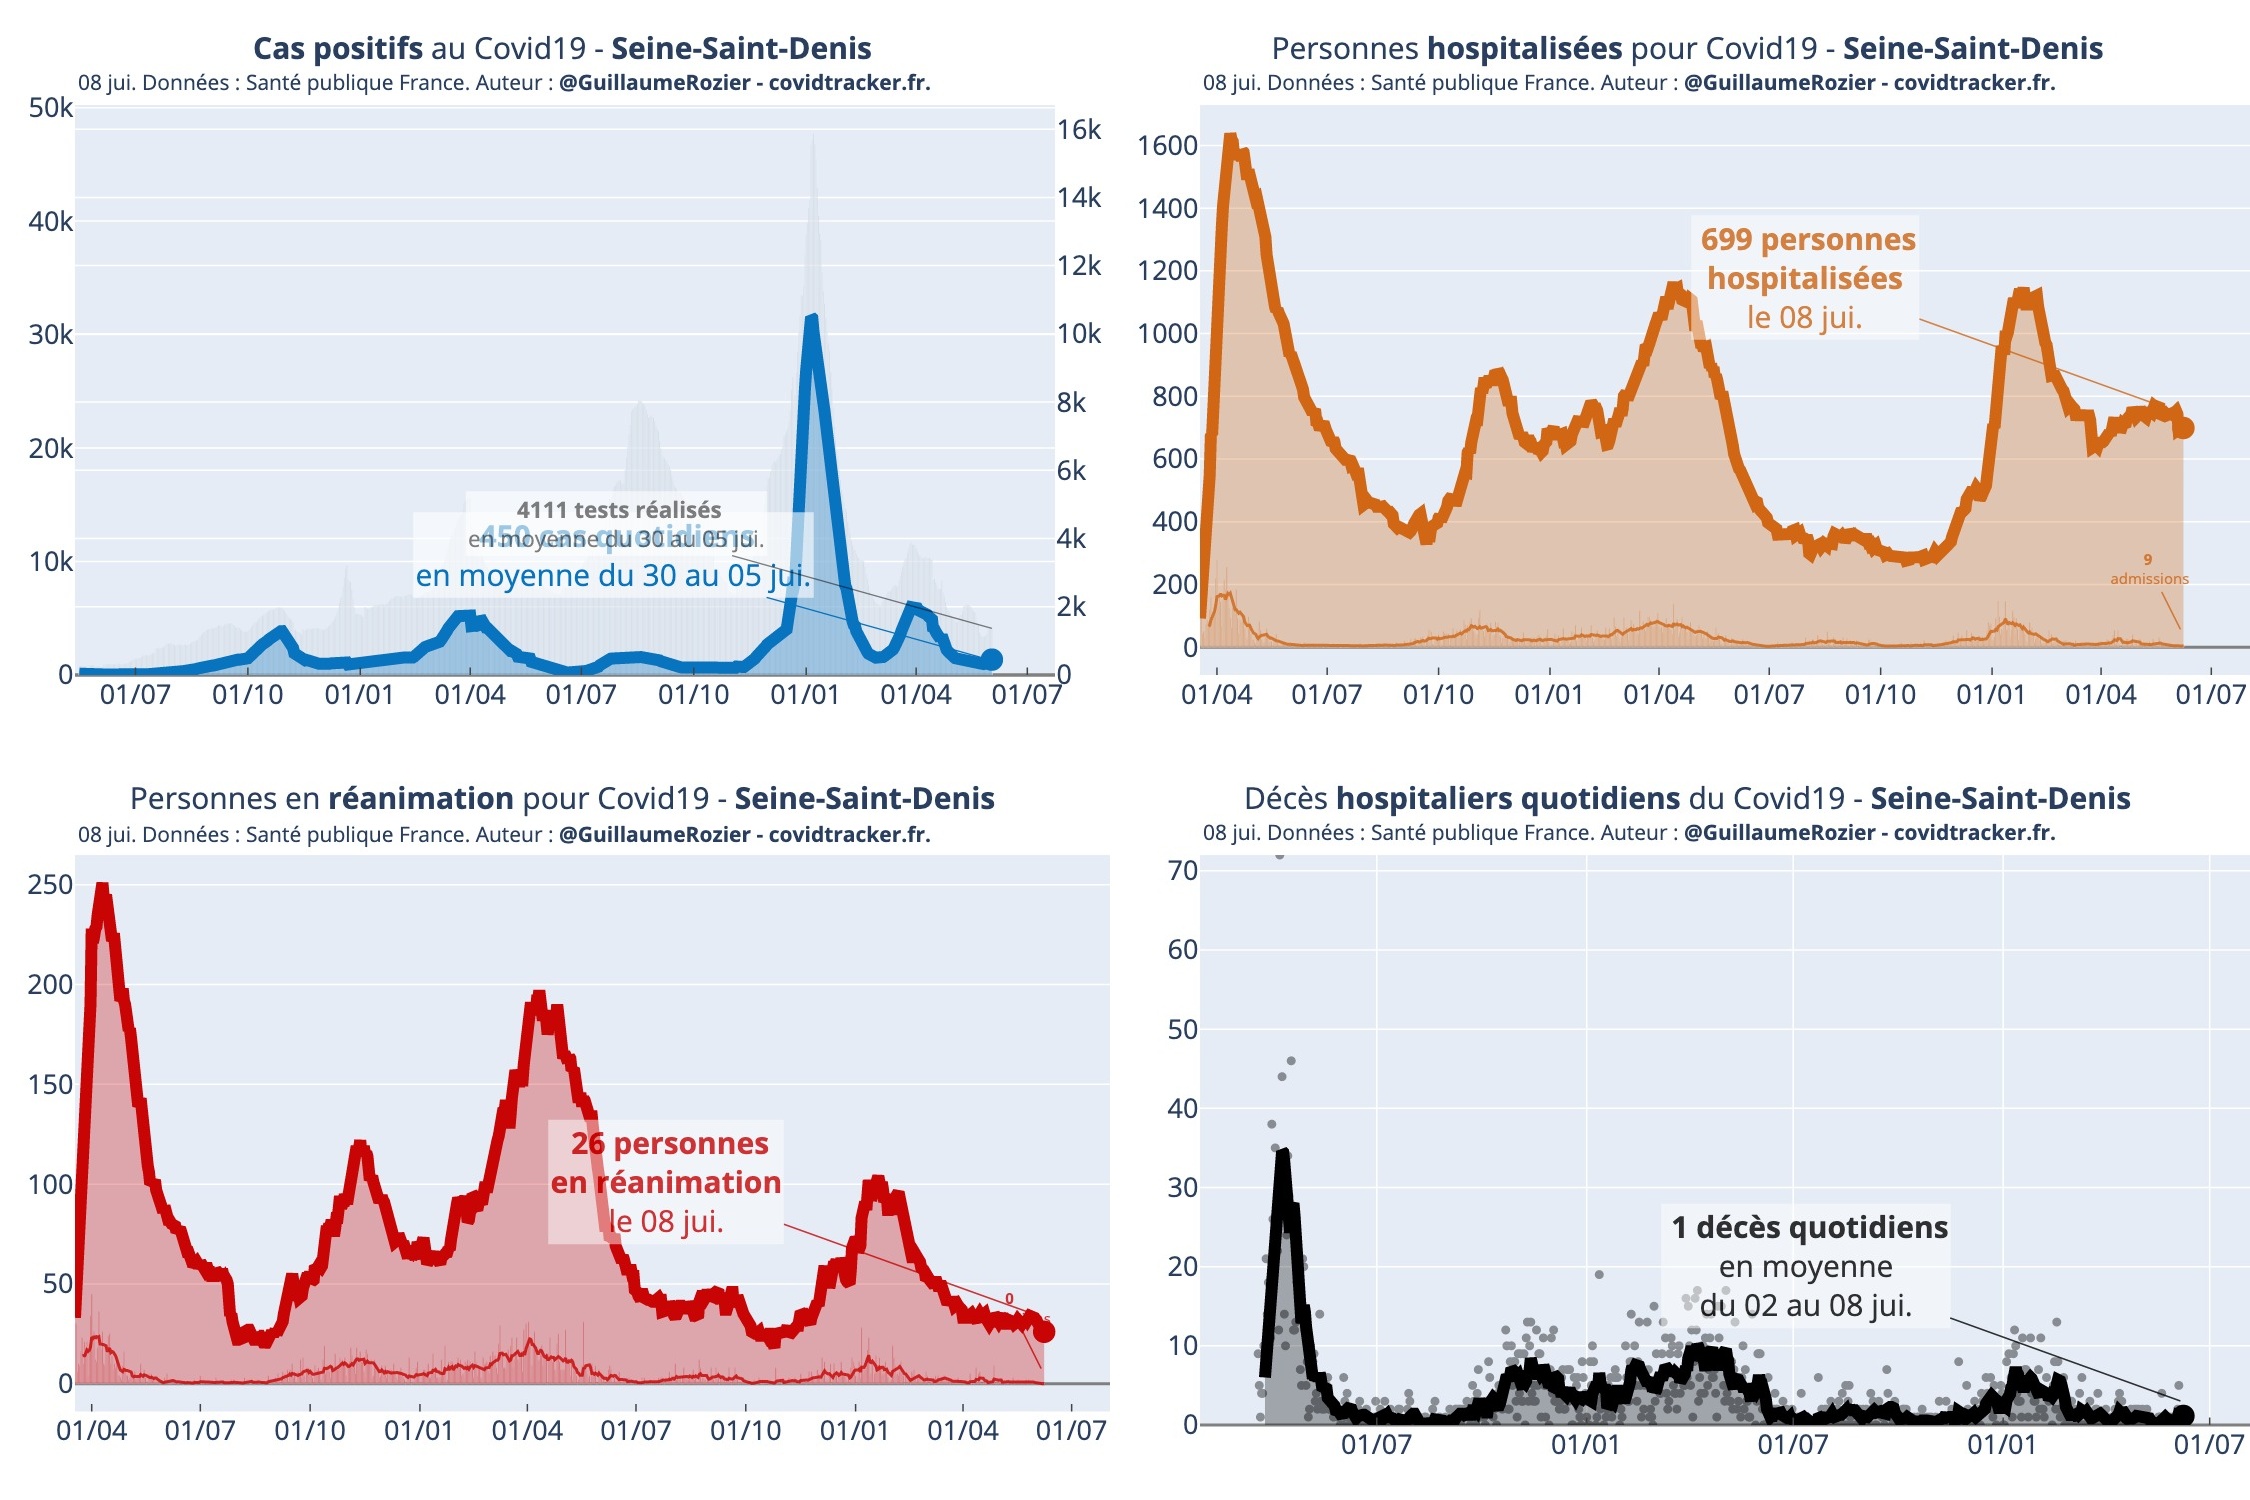 Cas positifs au Covid19 - Seine-Saint-Denis
08 jui. Données : Santé publique France. Auteur : @GuillaumeRozier - covidtracker.fr.
50k
40k
30k
20k
10k
0
16k
14k
12k
10k
8k
6k
4k
2k
0
4111 tests réalisés
en moyenne du 30 au 05 jui.
450 cas quotidiens
en moyenne du 30 au 05 jui.
01/07 01/10 01/01 01/04 01/07 01/10 01/01 01/04 01/07
Personnes hospitalisées pour Covid19 - Seine-Saint-Denis
08 jui. Données : Santé publique France. Auteur : @GuillaumeRozier - covidtracker.fr.
1600
1400
1200
1000
800
600
400
200
0
699 personnes
hospitalisées
le 08 jui.
9
admissions
01/04 01/07 01/10 01/01 01/04 01/07 01/10 01/01 01/04 01/07
Personnes en réanimation pour Covid19 - Seine-Saint-Denis
08 jui. Données : Santé publique France. Auteur : @GuillaumeRozier - covidtracker.fr.
250
200
150
100
50
0
26 personnes
en réanimation
le 08 jui.
0
01/04 01/07 01/10 01/01 01/04 01/07 01/10 01/01 01/04 01/07
Décès hospitaliers quotidiens du Covid19 - Seine-Saint-Denis
08 jui. Données : Santé publique France. Auteur : @GuillaumeRozier - covidtracker.fr.
70
60
50
40
30
20
10
0
1 décès quotidiens
en moyenne
du 02 au 08 jui.
01/07 01/01 01/07 01/01 01/07